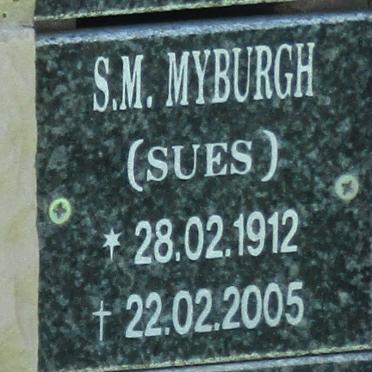 S.M. MYBURGH
(SUES)
* 28.02.1912
† 22.02.2005